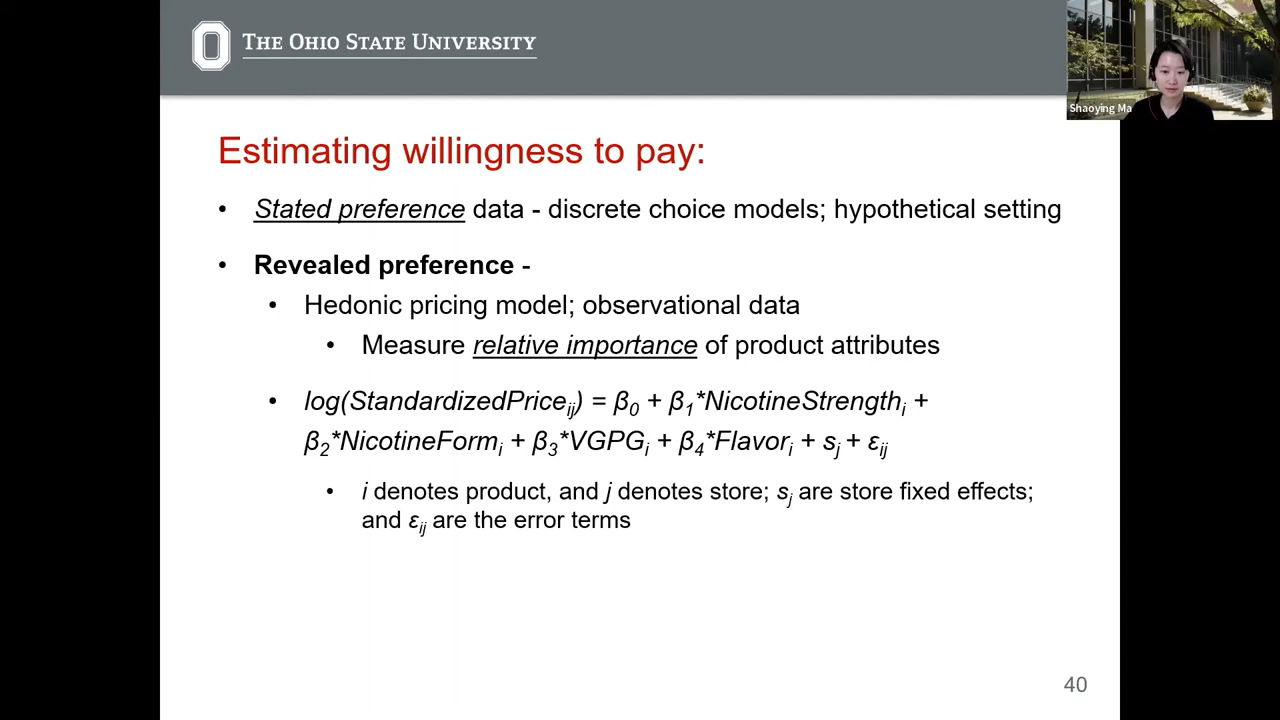 THE OHIO STATE UNIVERSITY
Shaoying Ma
Estimating willingness to pay:
• Stated preference data - discrete choice models; hypothetical setting
• Revealed preference -
• Hedonic pricing model; observational data
• Measure relative importance of product attributes
• log(StandardizedPriceij) = β0 + β1*NicotineStrengthi +
β2*NicotineFormi + β3*VGPGi + β4*Flavori + sj + εij
• i denotes product, and j denotes store; sj are store fixed effects;
and εij are the error terms
40